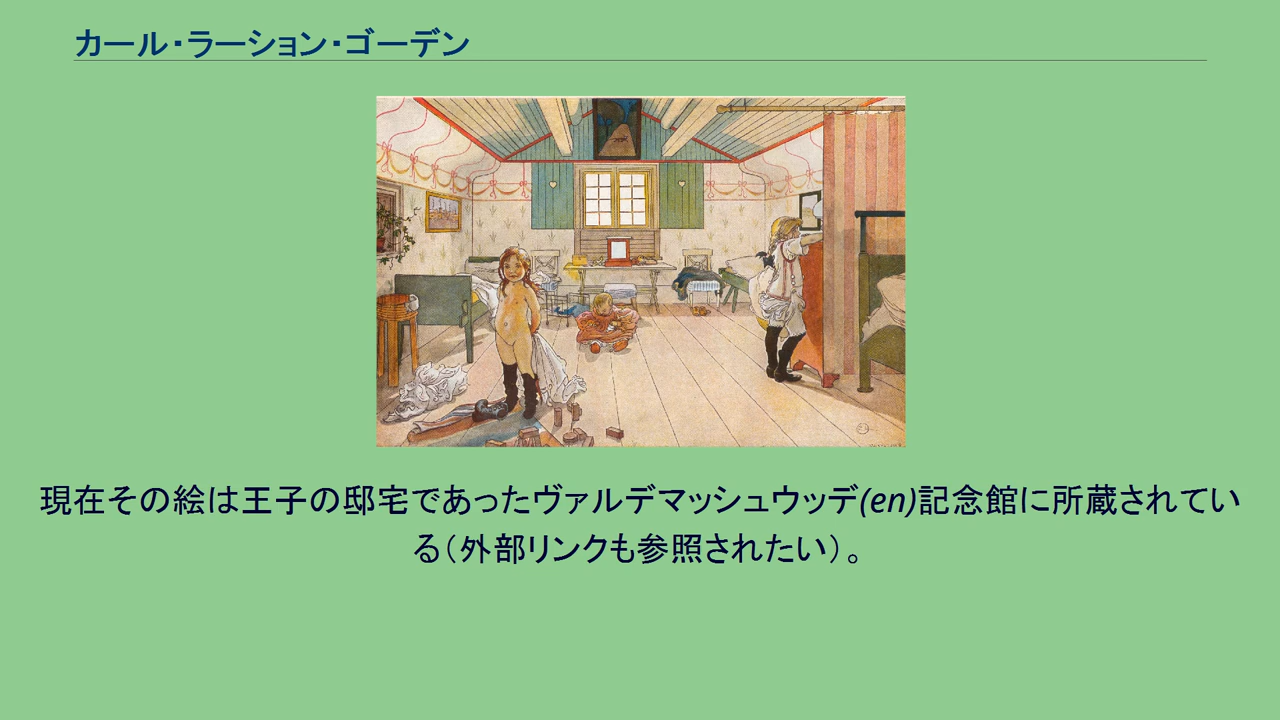 カール・ラーション・ゴーデン
現在その絵は王子の邸宅であったヴァルデマッシュウッデ(en)記念館に所蔵されてい
る（外部リンクも参照されたい）。